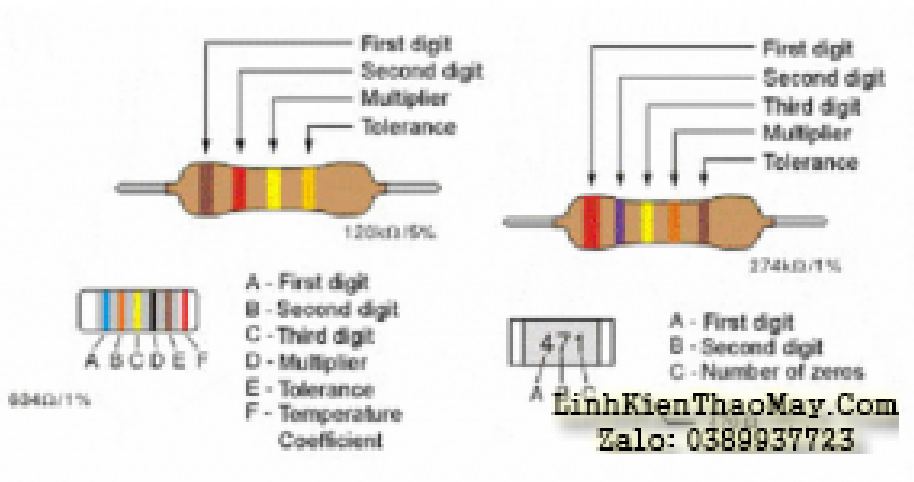 First digit
Second digit
Multiplier
Tolerance
120kΩ/5%
First digit
Second digit
Third digit
Multiplier
Tolerance
274kΩ/1%
A B C D E F
634Ω/1%
A - First digit
B - Second digit
C - Third digit
D - Multiplier
E - Tolerance
F - Temperature
Coefficient
471
A B C
A - First digit
B - Second digit
C - Number of zeros
LinhKienThaoMay.Com
Zalo: 0389937723